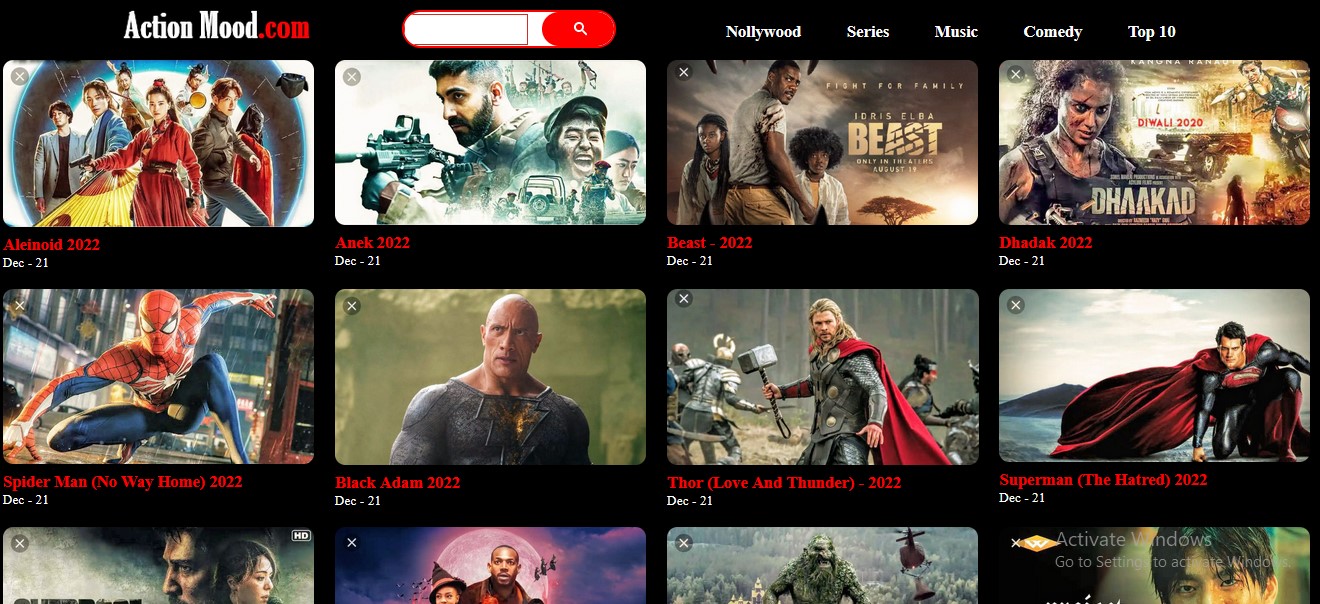 Action Mood.com
Nollywood Series Music Comedy Top 10
FIGHT FOR FAMILY
IDRIS ELBA
BEAST
ONLY IN THEATERS
AUGUST 19
KANGNA RANAUT
DIWALI 2020
DHAAKAD
Aleinoid 2022
Dec - 21
Anek 2022
Dec - 21
Beast - 2022
Dec - 21
Dhadak 2022
Dec - 21
Spider Man (No Way Home) 2022
Dec - 21
Black Adam 2022
Dec - 21
Thor (Love And Thunder) - 2022
Dec - 21
Superman (The Hatred) 2022
Dec - 21
HD
Activate Windows
Go to Settings to activate Windows.